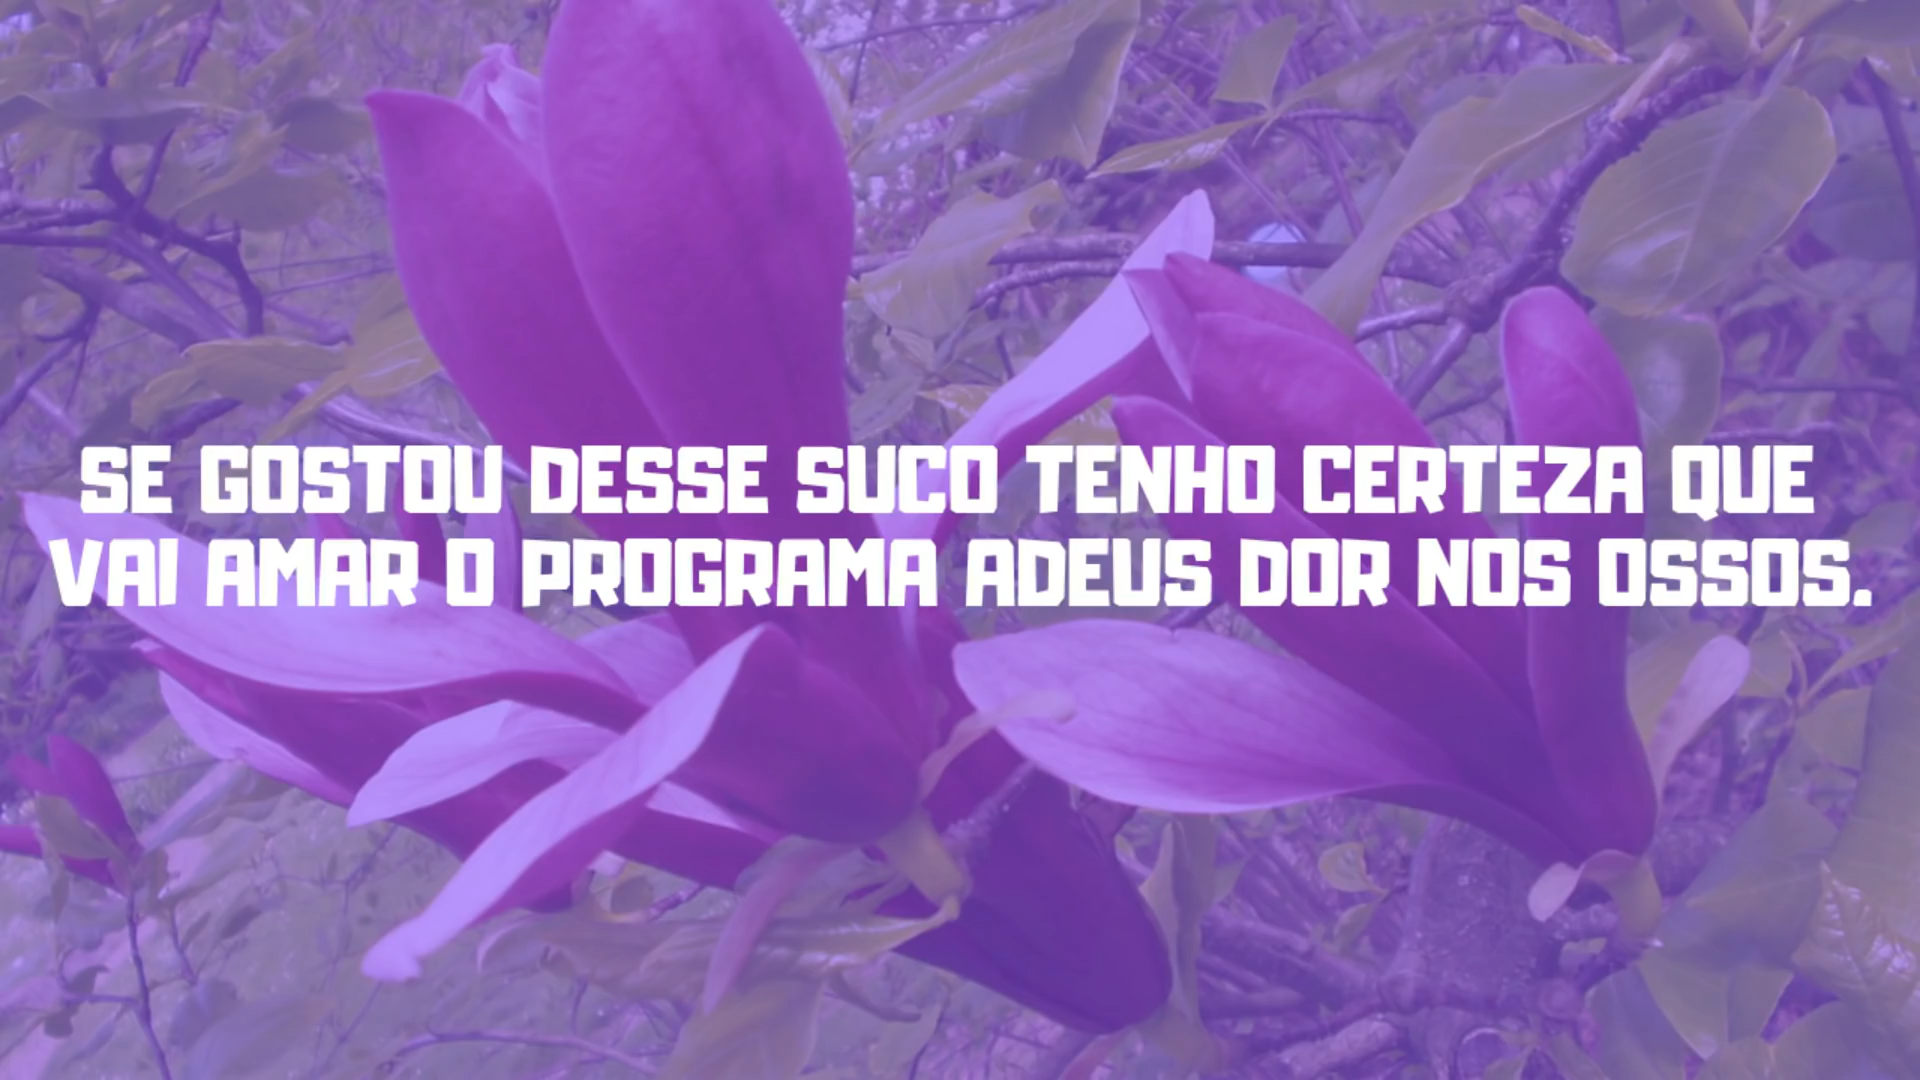 SE GOSTOU DESSE SUCO TENHO CERTEZA QUE
VAI AMAR O PROGRAMA ADEUS DOR NOS OSSOS.